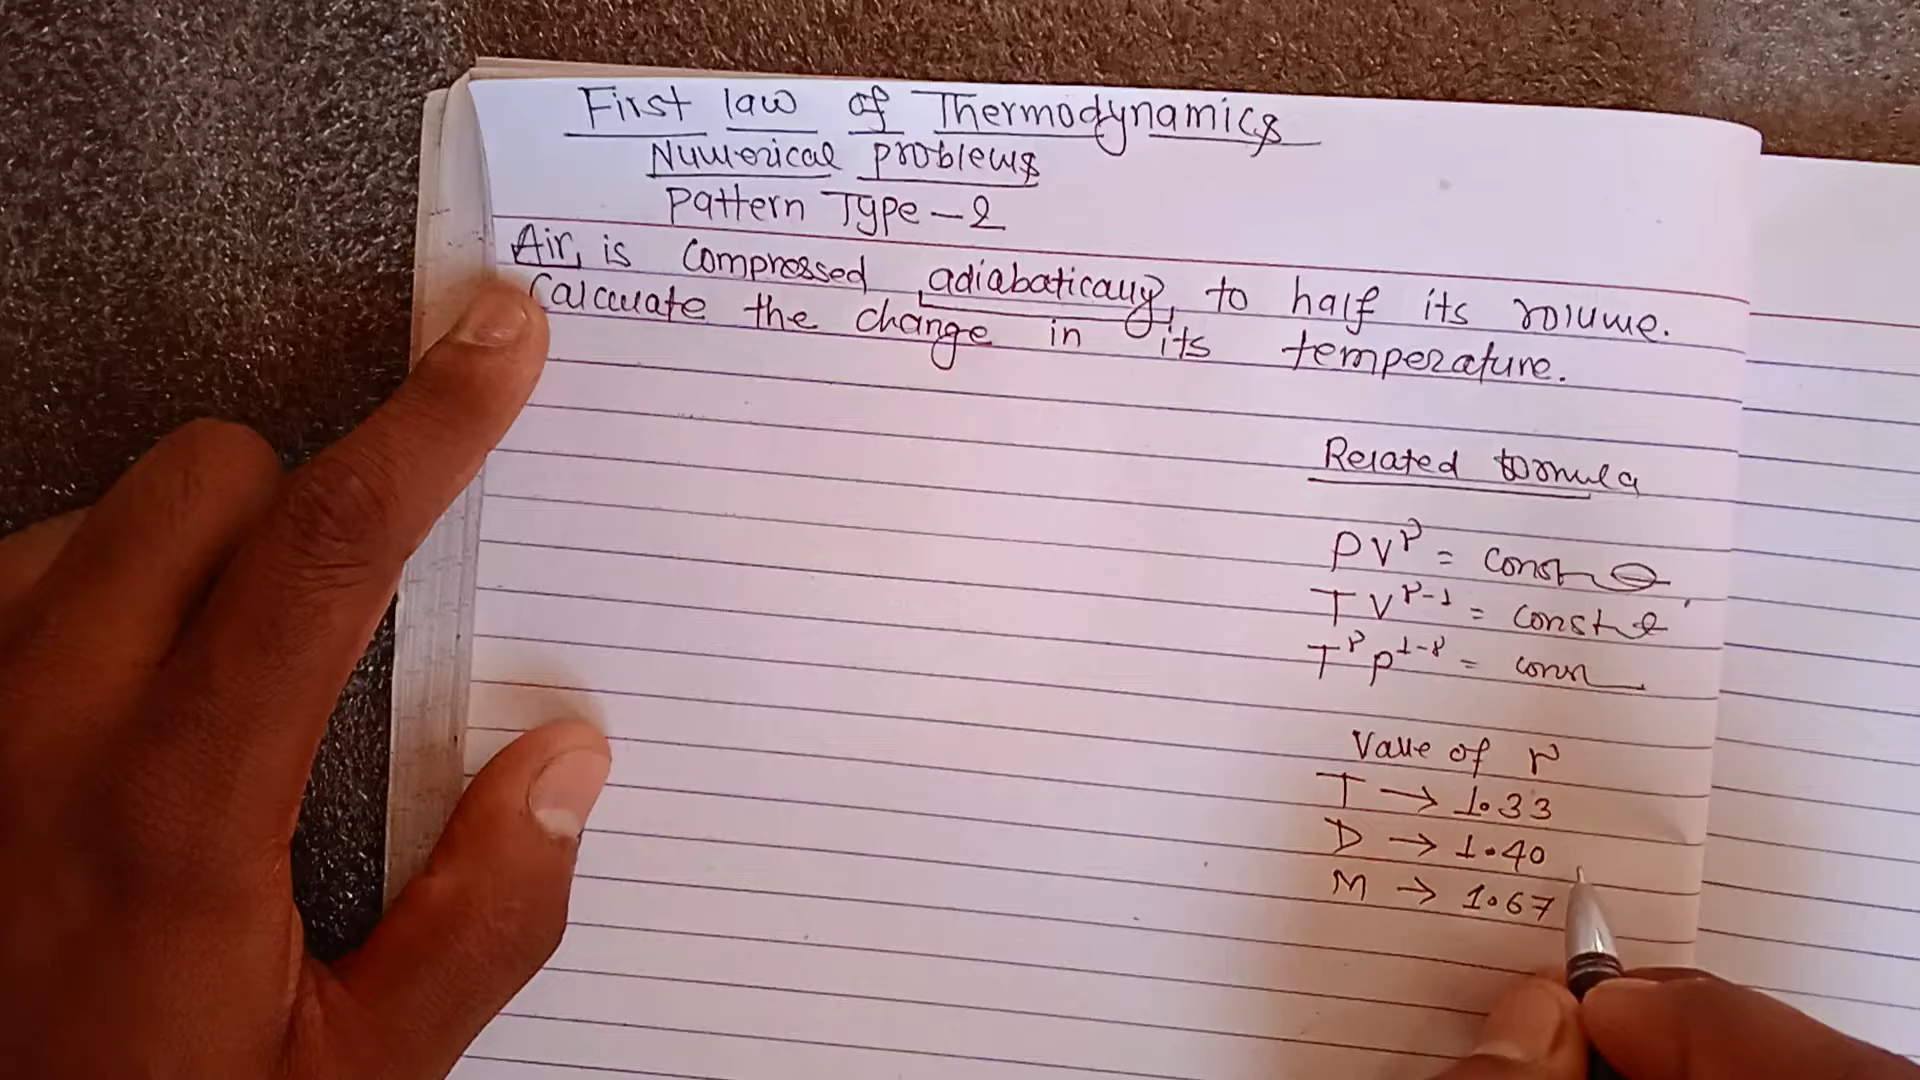 First law of Thermodynamics
Numerical problems
Pattern Type-2
Air, is compressed adiabatically, to half its volume.
Calculate the change in its temperature.
Related formula
PV^γ = const
TV^γ-1 = const
T^γ P^1-γ = const
Value of γ
T → 1.33
D → 1.40
M → 1.67